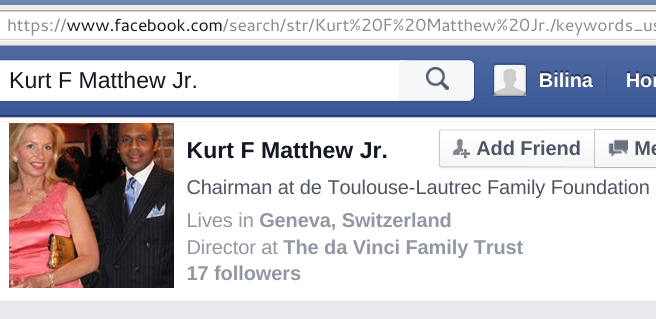 https://www.facebook.com/search/str/Kurt%20F%20Matthew%20Jr./keywords_us
Kurt F Matthew Jr.
Bilina
Hor
Kurt F Matthew Jr.
Add Friend
Me
Chairman at de Toulouse-Lautrec Family Foundation
Lives in Geneva, Switzerland
Director at The da Vinci Family Trust
17 followers